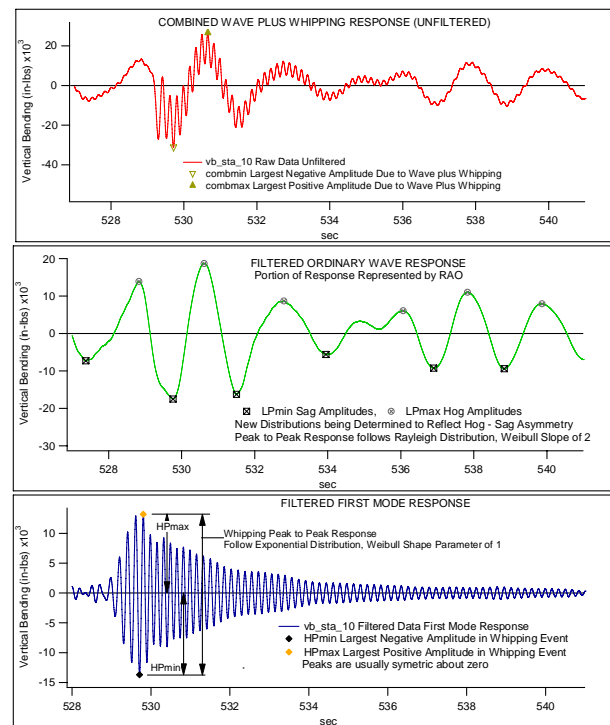 COMBINED WAVE PLUS WHIPPING RESPONSE (UNFILTERED)
Vertical Bending (in-lbs) x10³
20
0
-20
-40
vb_sta_10 Raw Data Unfiltered
combmin Largest Negative Amplitude Due to Wave plus Whipping
combmax Largest Positive Amplitude Due to Wave plus Whipping
528 530 532 534 536 538 540
sec
FILTERED ORDINARY WAVE RESPONSE
Portion of Response Represented by RAO
Vertical Bending (in-lbs) x10³
20
10
0
-10
-20
-30
LPmin Sag Amplitudes, LPmax Hog Amplitudes
New Distributions being Determined to Reflect Hog - Sag Asymmetry
Peak to Peak Response follows Rayleigh Distribution, Weibull Slope of 2
528 530 532 534 536 538 540
sec
FILTERED FIRST MODE RESPONSE
Vertical Bending (in-lbs) x10³
10
5
0
-5
-10
-15
HPmax
Whipping Peak to Peak Response
Follow Exponential Distribution, Weibull Shape Parameter of 1
HPmin
vb_sta_10 Filtered Data First Mode Response
HPmin Largest Negative Amplitude in Whipping Event
HPmax Largest Positive Amplitude in Whipping Event
Peaks are usually symetric about zero
528 530 532 534 536 538 540
sec